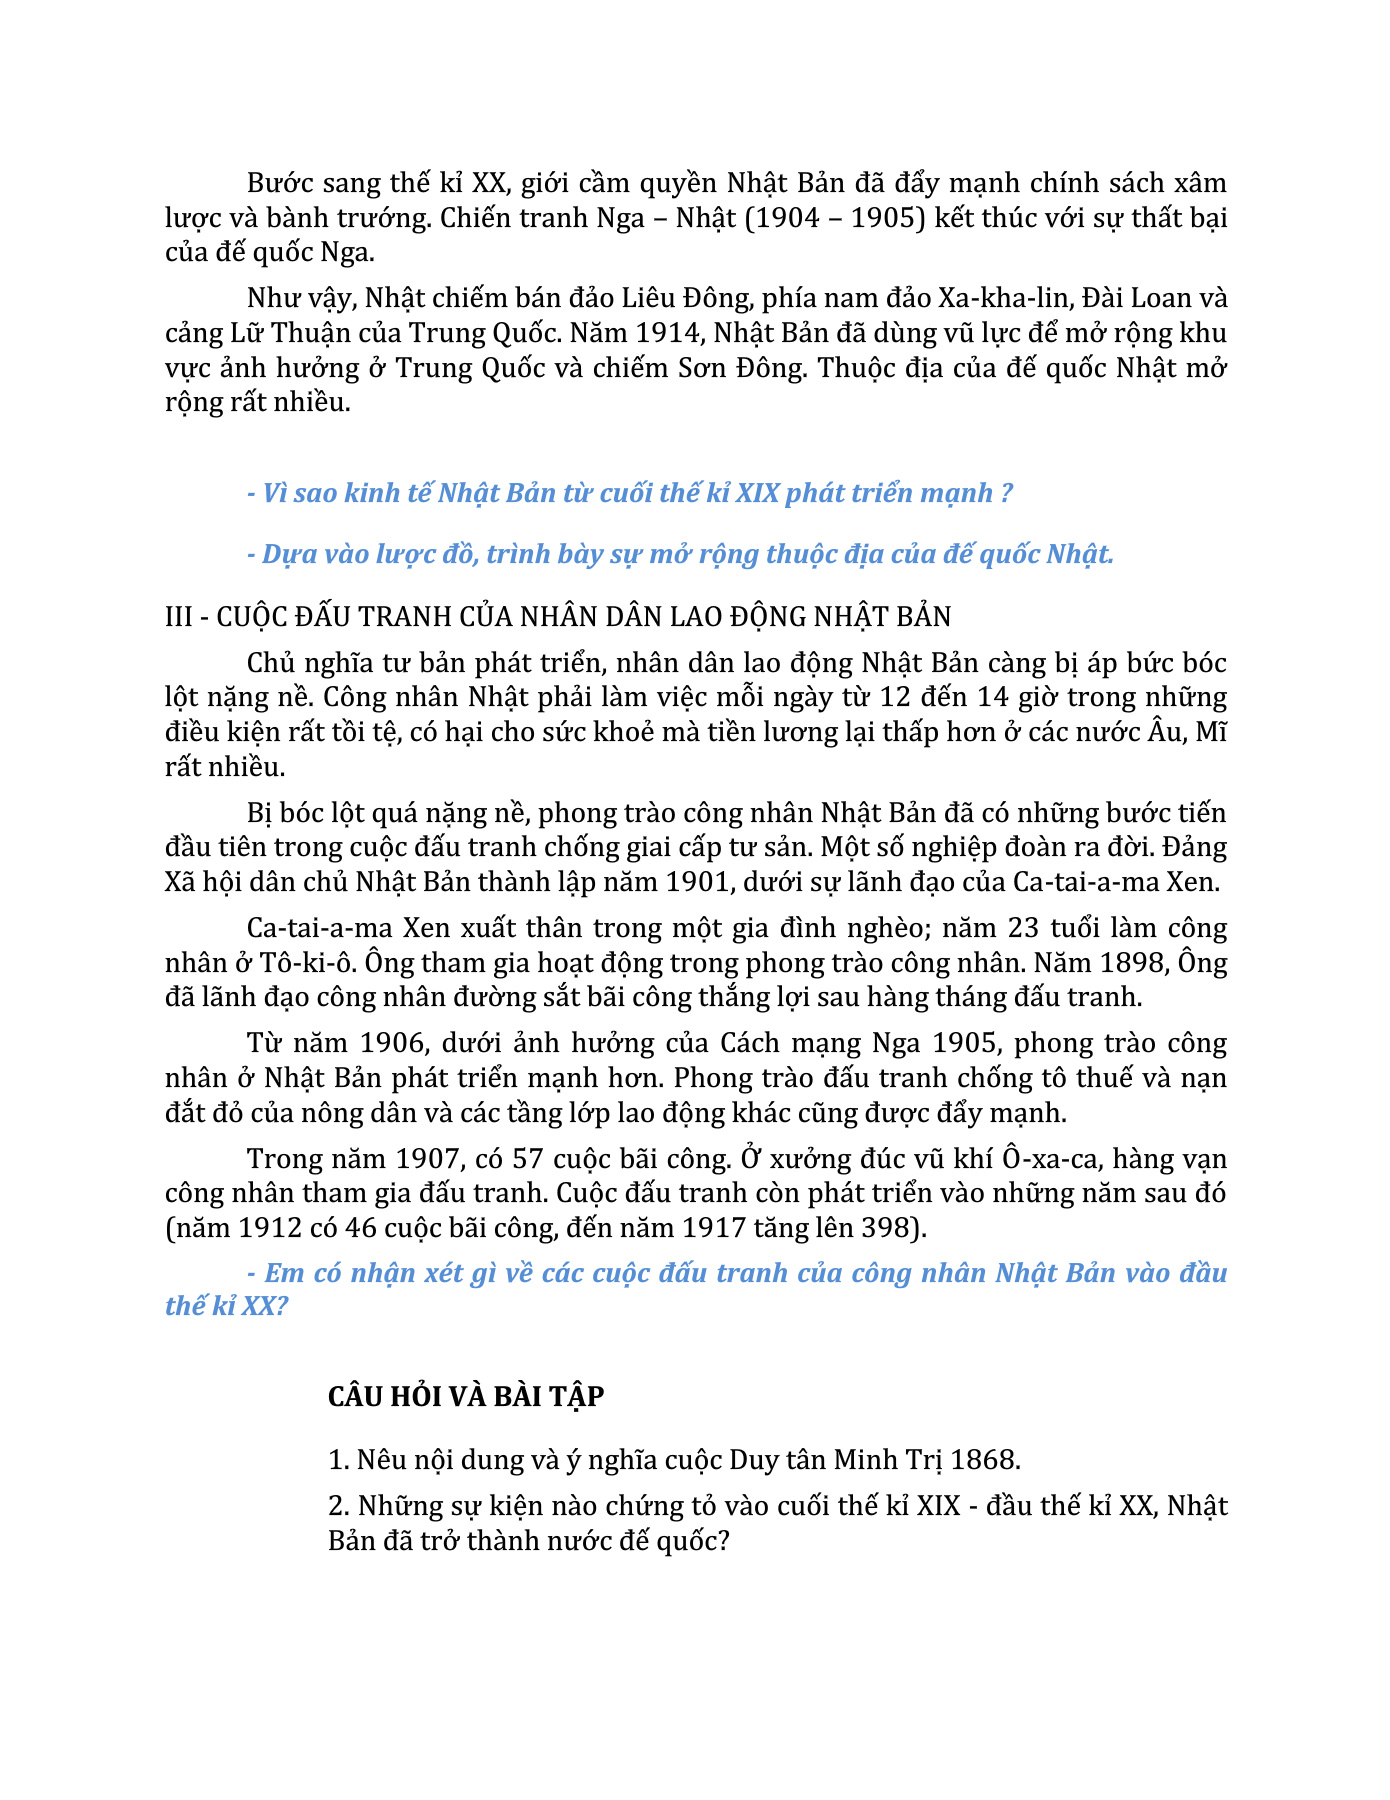 Bước sang thế kỉ XX, giới cầm quyền Nhật Bản đã đẩy mạnh chính sách xâm
lược và bành trướng. Chiến tranh Nga – Nhật (1904 – 1905) kết thúc với sự thất bại
của đế quốc Nga.
Như vậy, Nhật chiếm bán đảo Liêu Đông, phía nam đảo Xa-kha-lin, Đài Loan và
cảng Lữ Thuận của Trung Quốc. Năm 1914, Nhật Bản đã dùng vũ lực để mở rộng khu
vực ảnh hưởng ở Trung Quốc và chiếm Sơn Đông. Thuộc địa của đế quốc Nhật mở
rộng rất nhiều.
- Vì sao kinh tế Nhật Bản từ cuối thế kỉ XIX phát triển mạnh ?
- Dựa vào lược đồ, trình bày sự mở rộng thuộc địa của đế quốc Nhật.
III - CUỘC ĐẤU TRANH CỦA NHÂN DÂN LAO ĐỘNG NHẬT BẢN
Chủ nghĩa tư bản phát triển, nhân dân lao động Nhật Bản càng bị áp bức bóc
lột nặng nề. Công nhân Nhật phải làm việc mỗi ngày từ 12 đến 14 giờ trong những
điều kiện rất tồi tệ, có hại cho sức khoẻ mà tiền lương lại thấp hơn ở các nước Âu, Mĩ
rất nhiều.
Bị bóc lột quá nặng nề, phong trào công nhân Nhật Bản đã có những bước tiến
đầu tiên trong cuộc đấu tranh chống giai cấp tư sản. Một số nghiệp đoàn ra đời. Đảng
Xã hội dân chủ Nhật Bản thành lập năm 1901, dưới sự lãnh đạo của Ca-tai-a-ma Xen.
Ca-tai-a-ma Xen xuất thân trong một gia đình nghèo; năm 23 tuổi làm công
nhân ở Tô-ki-ô. Ông tham gia hoạt động trong phong trào công nhân. Năm 1898, Ông
đã lãnh đạo công nhân đường sắt bãi công thắng lợi sau hàng tháng đấu tranh.
Từ năm 1906, dưới ảnh hưởng của Cách mạng Nga 1905, phong trào công
nhân ở Nhật Bản phát triển mạnh hơn. Phong trào đấu tranh chống tô thuế và nạn
đắt đỏ của nông dân và các tầng lớp lao động khác cũng được đẩy mạnh.
Trong năm 1907, có 57 cuộc bãi công. Ở xưởng đúc vũ khí Ô-xa-ca, hàng vạn
công nhân tham gia đấu tranh. Cuộc đấu tranh còn phát triển vào những năm sau đó
(năm 1912 có 46 cuộc bãi công, đến năm 1917 tăng lên 398).
- Em có nhận xét gì về các cuộc đấu tranh của công nhân Nhật Bản vào đầu
thế kỉ XX?
CÂU HỎI VÀ BÀI TẬP
1. Nêu nội dung và ý nghĩa cuộc Duy tân Minh Trị 1868.
2. Những sự kiện nào chứng tỏ vào cuối thế kỉ XIX - đầu thế kỉ XX, Nhật
Bản đã trở thành nước đế quốc?